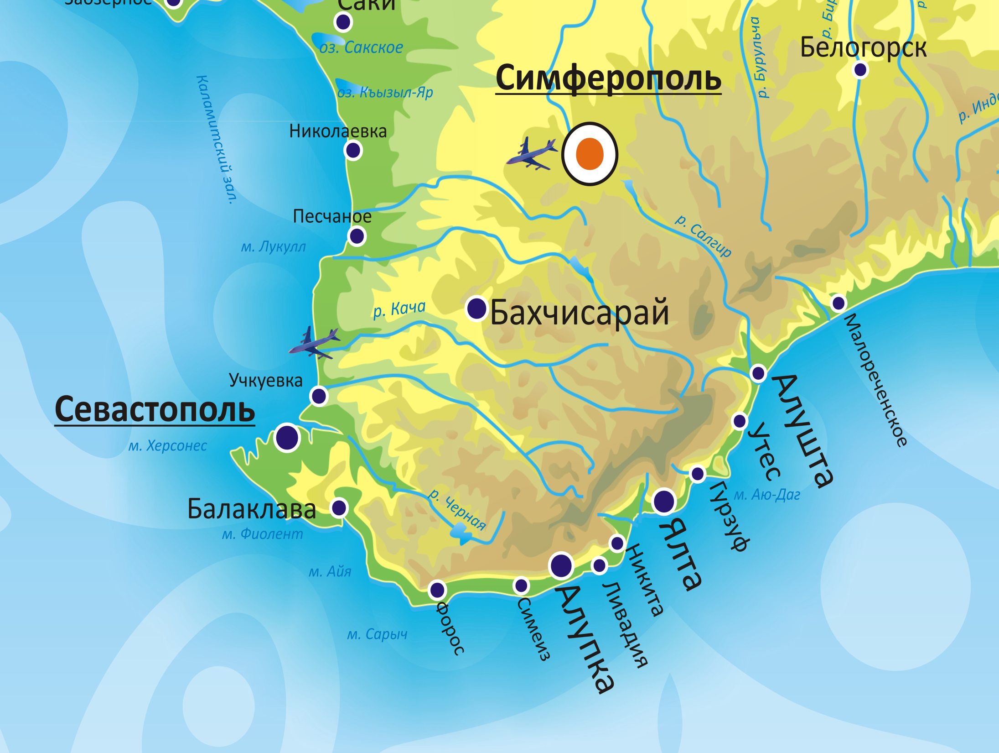 Заозерное
Саки
оз. Сакское
р. Бурульча
Белогорск
Симферополь
Каламитский зал.
оз. Къызыл-Яр
Николаевка
Песчаное
м. Лукулл
р. Салгир
р. Кача
Бахчисарай
Малореченское
Учкуевка
Севастополь
м. Херсонес
Алушта
Утес
м. Аю-Даг
Гурзуф
Балаклава
р. Черная
м. Фиолент
Ялта
Никита
м. Айя
Ливадия
Алупка
Симеиз
Форос
м. Сарыч